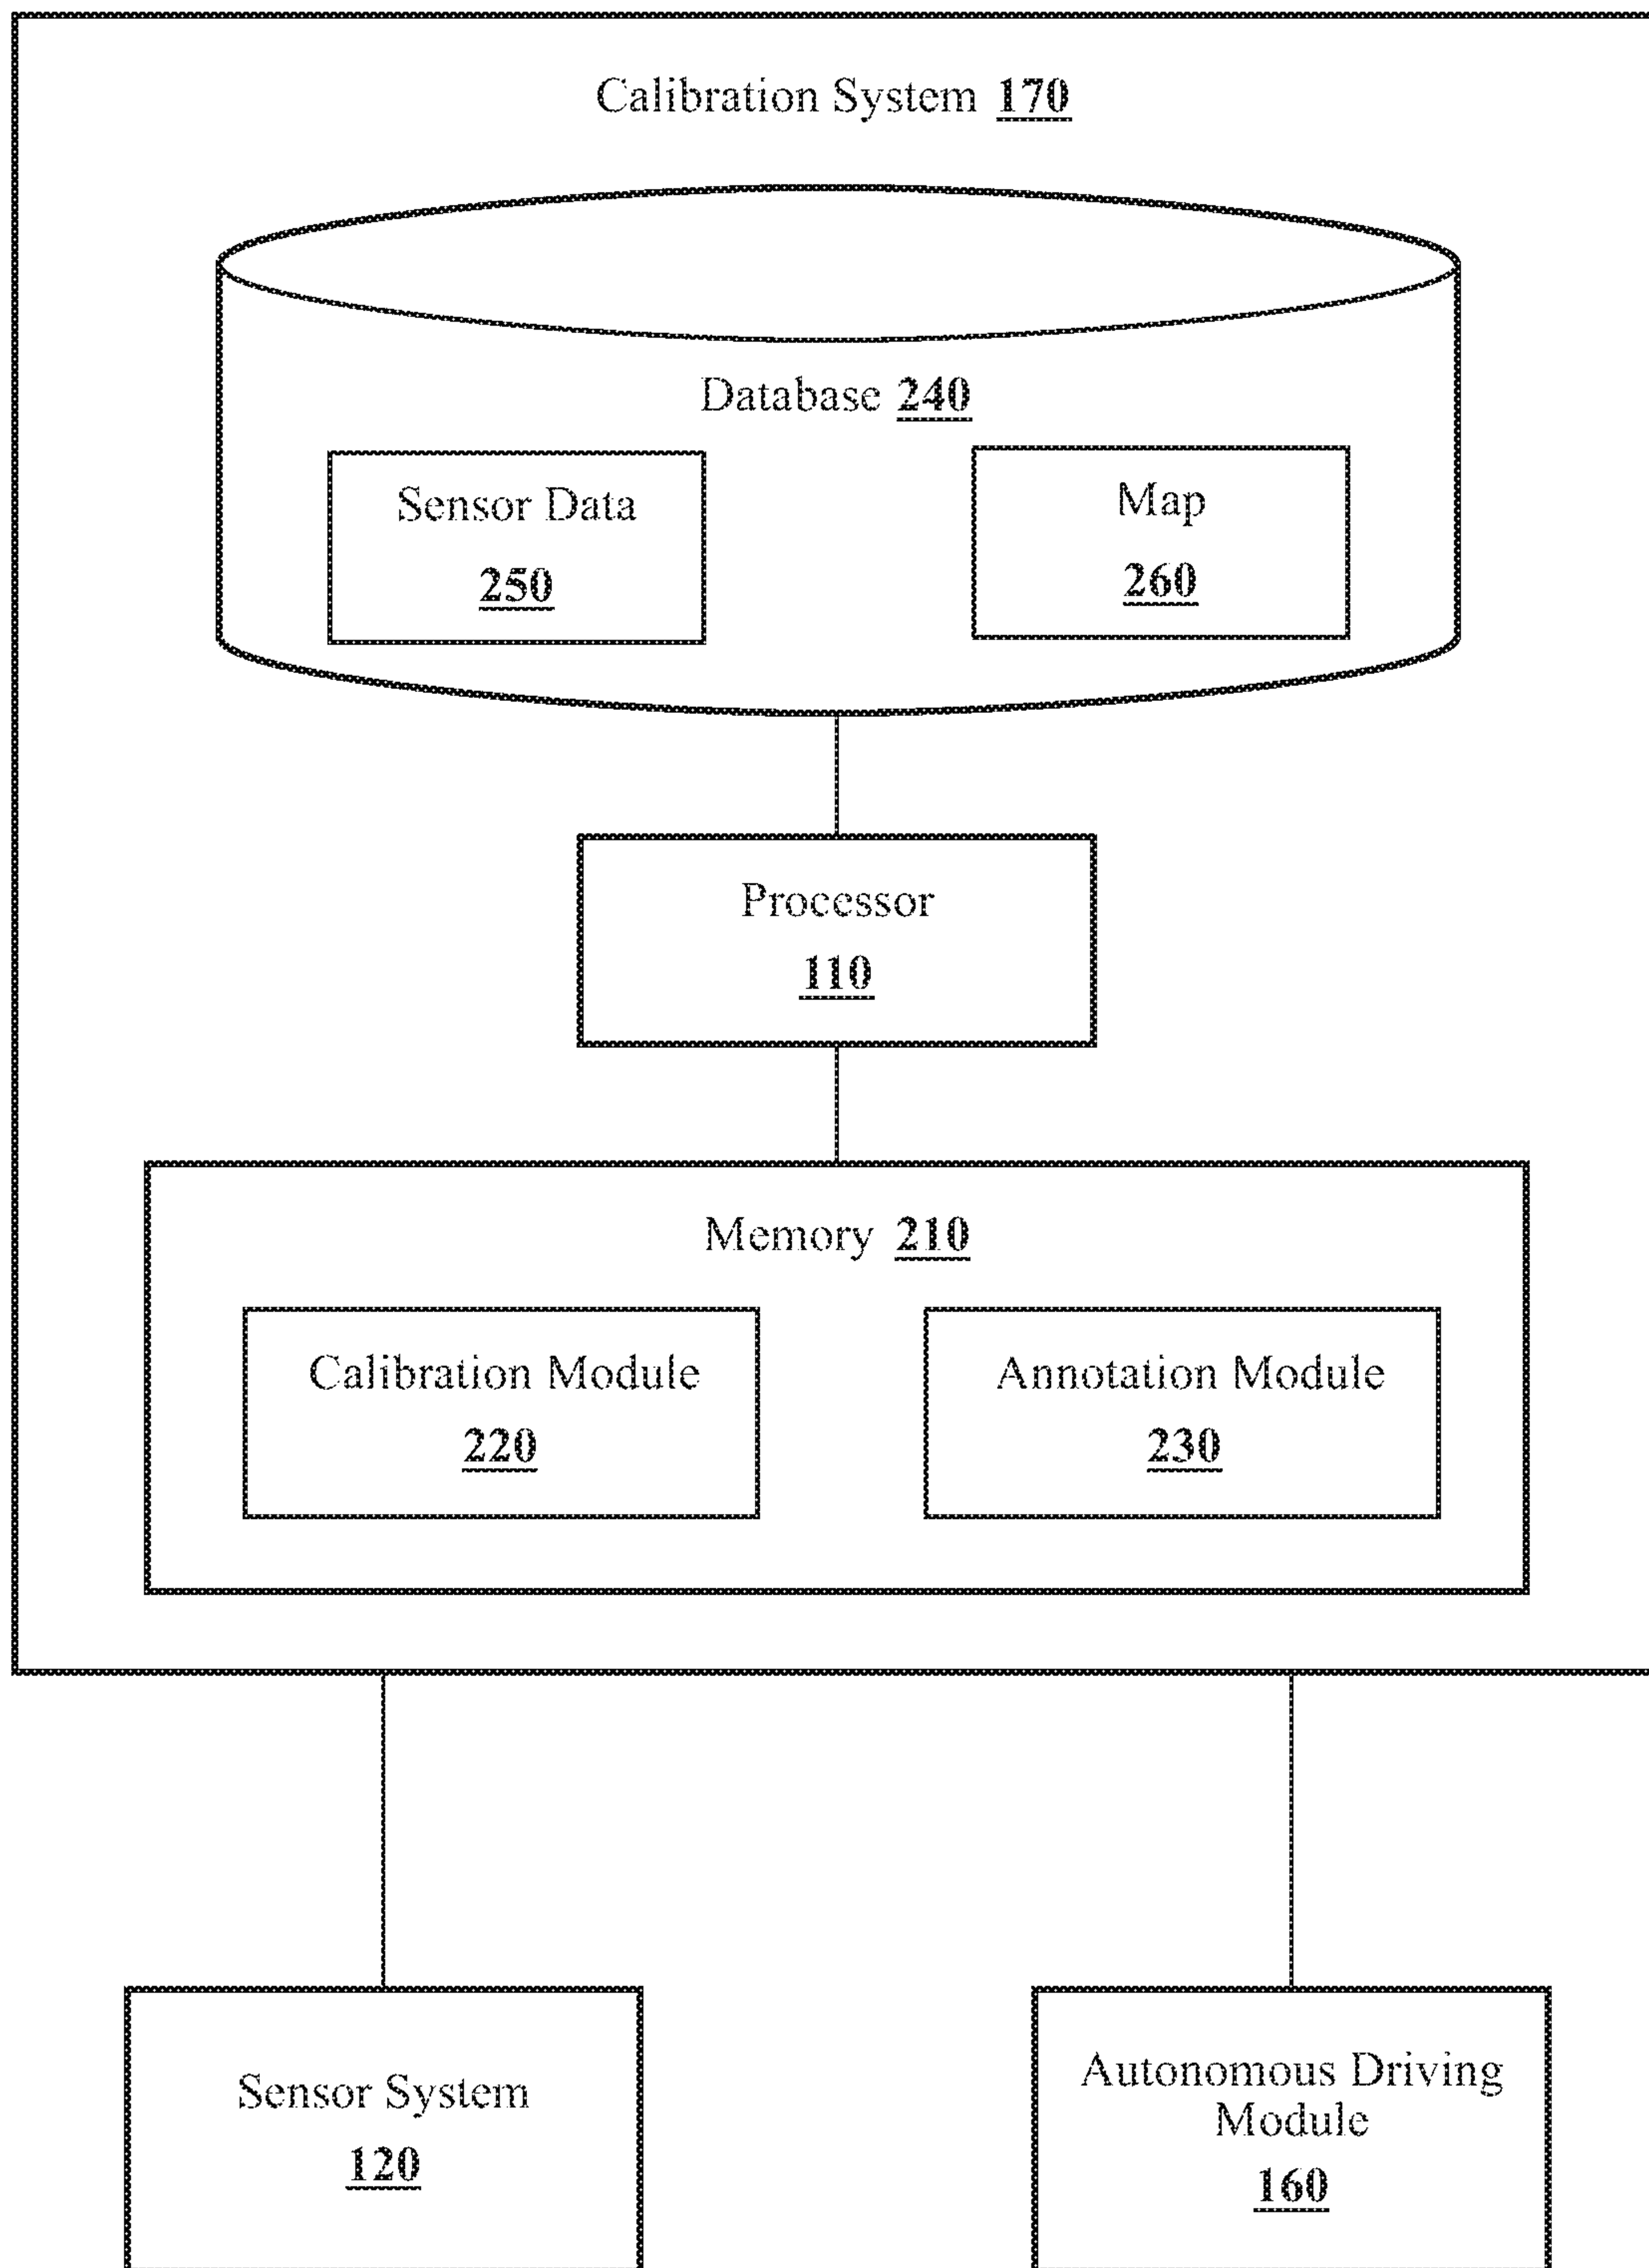 Calibration System 170
Database 240
Sensor Data
250
Map
260
Processor
110
Memory 210
Calibration Module
220
Annotation Module
230
Sensor System
120
Autonomous Driving
Module
160